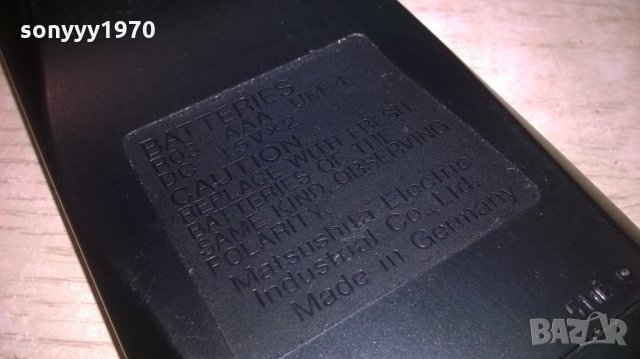 sonyyy1970
BATTERIES
R03 AAA UM-4
DC 1.5V×2
CAUTION
REPLACE WITH FRESH
BATTERIES OF THE
SAME KIND, OBSERVING
POLARITY.
Matsushita Electric
Industrial Co., Ltd.
Made in Germany
BAZAR